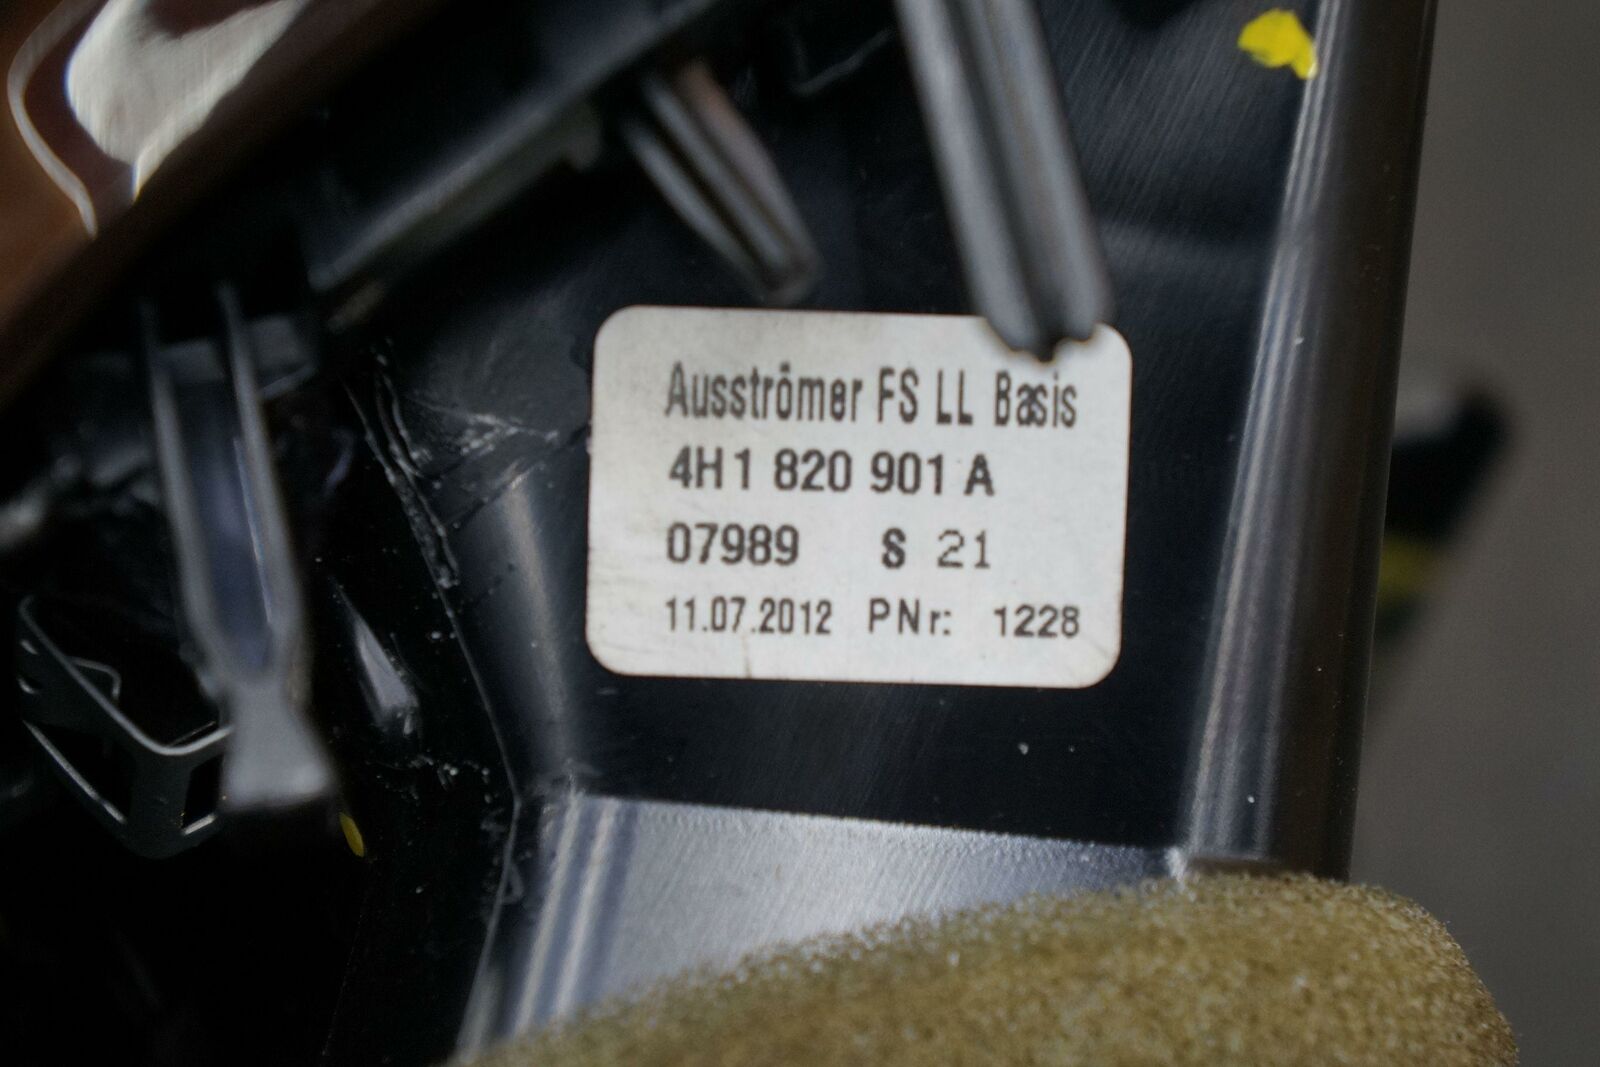 Ausströmer FS LL Basis
4H1 820 901 A
07989 S 21
11.07.2012 PNr: 1228